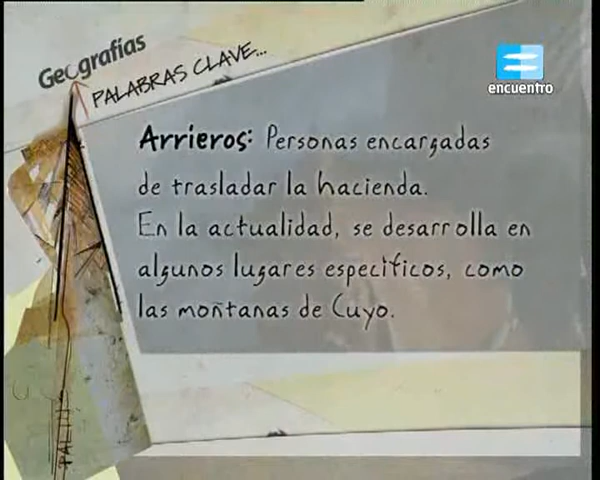 Geografías
PALABRAS CLAVE...
encuentro
Arrieros: Personas encargadas
de trasladar la hacienda.
En la actualidad, se desarrolla en
algunos lugares específicos, como
las montañas de Cuyo.